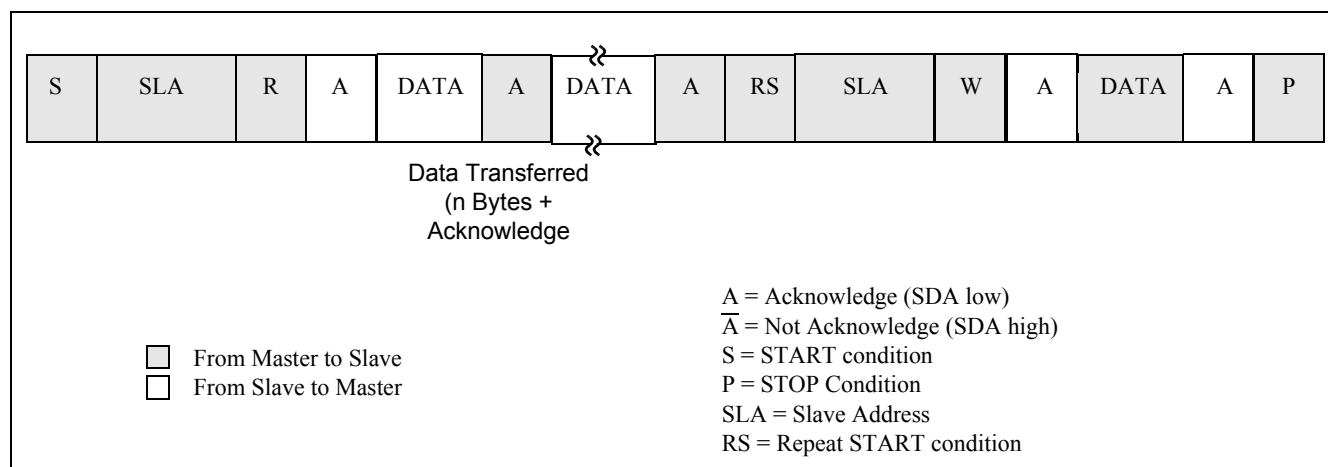 S SLA R A DATA A DATA A RS SLA W A DATA A P
Data Transferred
(n Bytes +
Acknowledge
From Master to Slave
From Slave to Master
A = Acknowledge (SDA low)
A̅ = Not Acknowledge (SDA high)
S = START condition
P = STOP Condition
SLA = Slave Address
RS = Repeat START condition